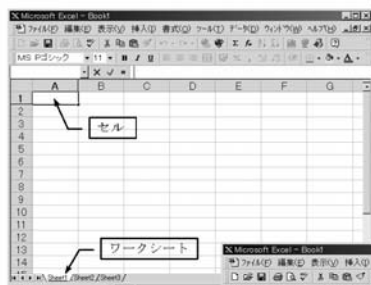 Microsoft Excel - Book1
ファイル(F) 編集(E) 表示(V) 挿入(I) 書式(O) ツール(T) データ(D) ウィンドウ(W) ヘルプ(H)
MS Pゴシック 11 B I U
A B C D E F G
1
セル
2
3
4
5
6
7
8
9
10
11
12
13
14
ワークシート
Sheet1 Sheet2 Sheet3
Microsoft Excel - Book1
ファイル(F) 編集(E) 表示(V) 挿入(I)